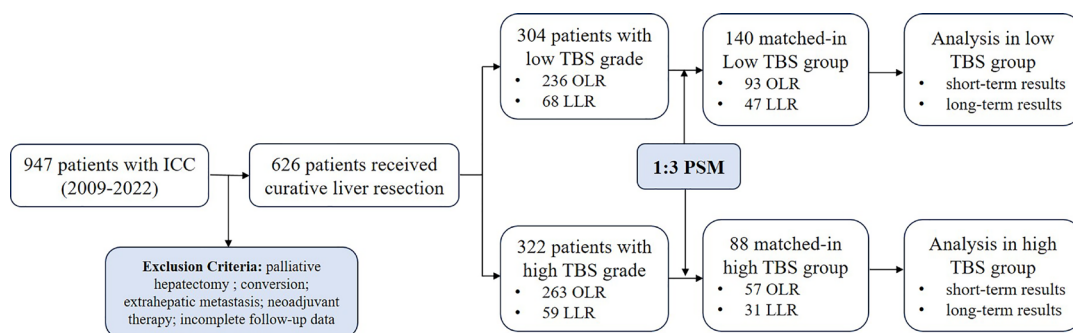 947 patients with ICC
(2009-2022)
Exclusion Criteria: palliative
hepatectomy ; conversion;
extrahepatic metastasis; neoadjuvant
therapy; incomplete follow-up data
626 patients received
curative liver resection
304 patients with
low TBS grade
• 236 OLR
• 68 LLR
322 patients with
high TBS grade
• 263 OLR
• 59 LLR
1:3 PSM
140 matched-in
Low TBS group
• 93 OLR
• 47 LLR
88 matched-in
high TBS group
• 57 OLR
• 31 LLR
Analysis in low
TBS group
• short-term results
• long-term results
Analysis in high
TBS group
• short-term results
• long-term results